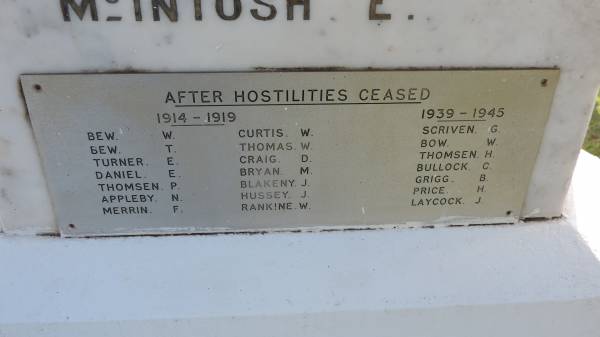 McINTOSH E.
AFTER HOSTILITIES CEASED
1914 - 1919
BEW. W.
BEW. T.
TURNER. E.
DANIEL. E.
THOMSEN. P.
APPLEBY. N.
MERRIN. F.
CURTIS. W.
THOMAS. W.
CRAIG. D.
BRYAN. M.
BLAKENY. J.
HUSSEY. J.
RANKINE. W.
1939 - 1945
SCRIVEN. G.
BOW. W.
THOMSEN. H.
BULLOCK. C.
GRIGG. B.
PRICE. H.
LAYCOCK. J.